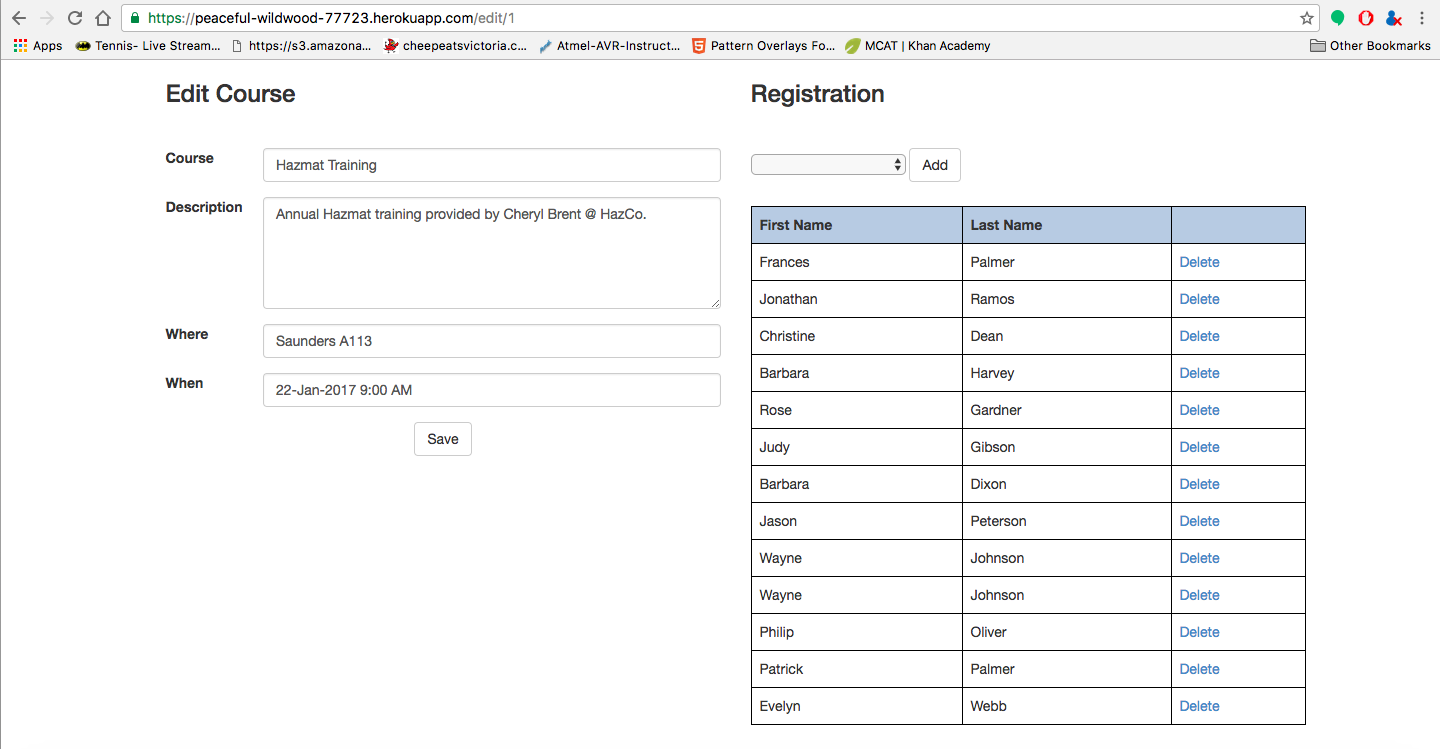 https://peaceful-wildwood-77723.herokuapp.com/edit/1
Apps Tennis- Live Stream... https://s3.amazona... cheepeatsvictoria.c... Atmel-AVR-Instruct... Pattern Overlays Fo... MCAT | Khan Academy Other Bookmarks
Edit Course
Course Hazmat Training
Description Annual Hazmat training provided by Cheryl Brent @ HazCo.
Where Saunders A113
When 22-Jan-2017 9:00 AM
Save
Registration
Add
First Name Last Name
Frances Palmer Delete
Jonathan Ramos Delete
Christine Dean Delete
Barbara Harvey Delete
Rose Gardner Delete
Judy Gibson Delete
Barbara Dixon Delete
Jason Peterson Delete
Wayne Johnson Delete
Wayne Johnson Delete
Philip Oliver Delete
Patrick Palmer Delete
Evelyn Webb Delete